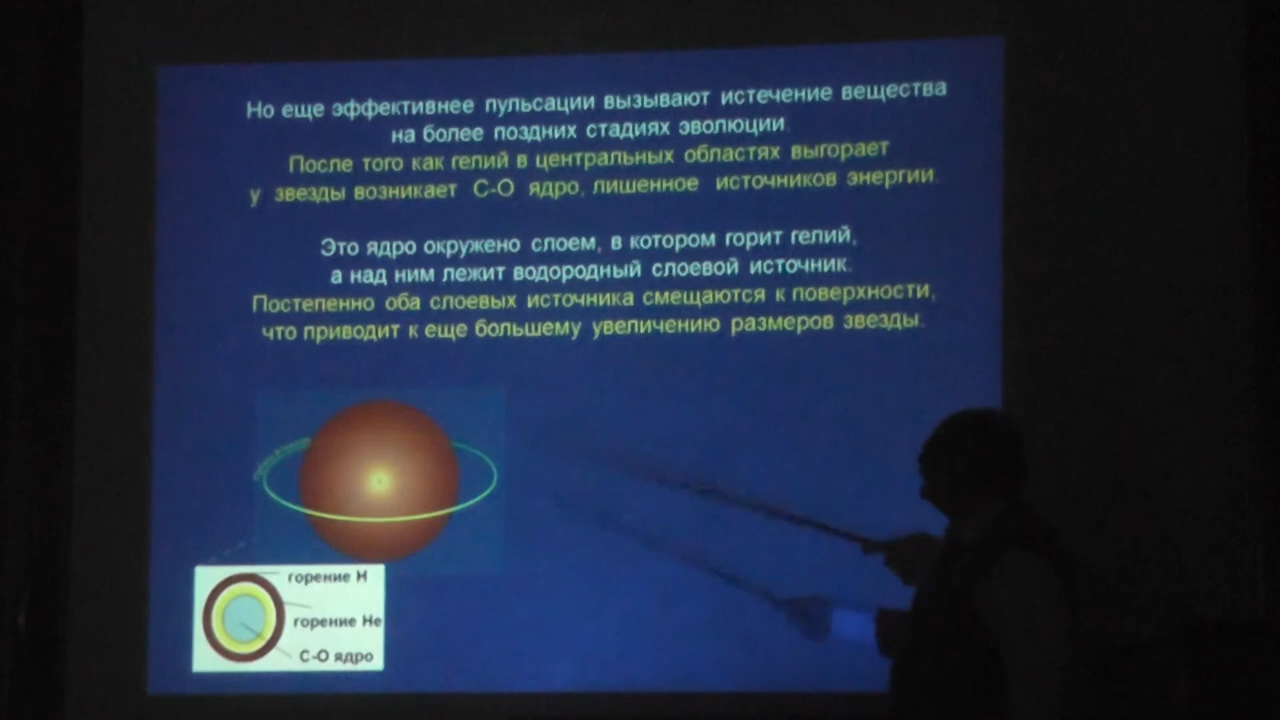 Но еще эффективнее пульсации вызывают истечение вещества
на более поздних стадиях эволюции.
После того как гелий в центральных областях выгорает
у звезды возникает С-О ядро, лишенное источников энергии.
Это ядро окружено слоем, в котором горит гелий,
а над ним лежит водородный слоевой источник.
Постепенно оба слоевых источника смещаются к поверхности,
что приводит к еще большему увеличению размеров звезды.
горение H
горение He
С-О ядро